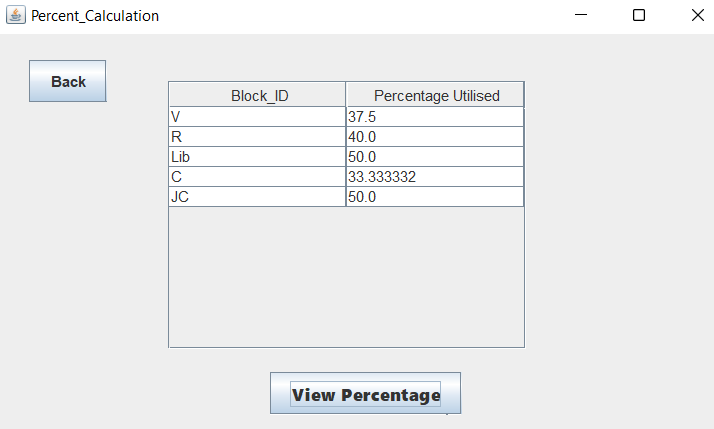 Percent_Calculation
Back
Block_ID Percentage Utilised
V 37.5
R 40.0
Lib 50.0
C 33.333332
JC 50.0
View Percentage